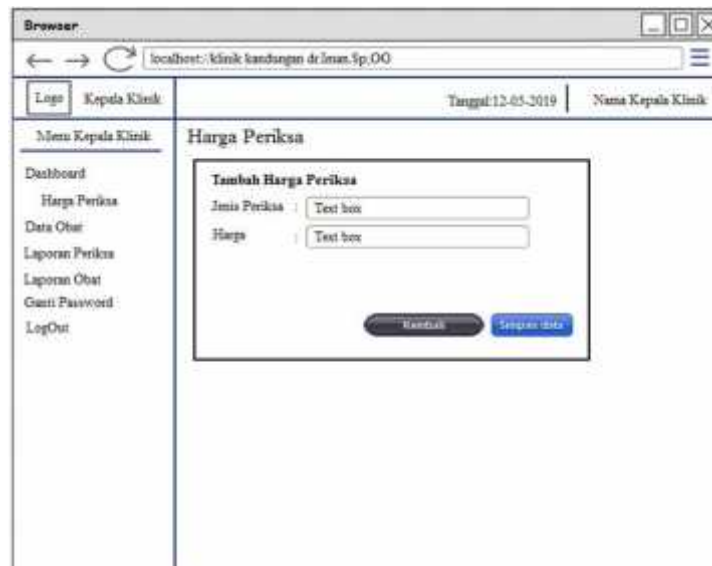 Browser
localhost://klinik kandungan dr.Iman.Sp,OG
Logo Kepala Klinik
Tanggal:12-05-2019 Nama Kepala Klinik
Menu Kepala Klinik
Harga Periksa
Dashboard
Harga Periksa
Data Obat
Laporan Periksa
Laporan Obat
Ganti Password
LogOut
Tambah Harga Periksa
Jenis Periksa : Text box
Harga : Text box
Kembali Simpan data